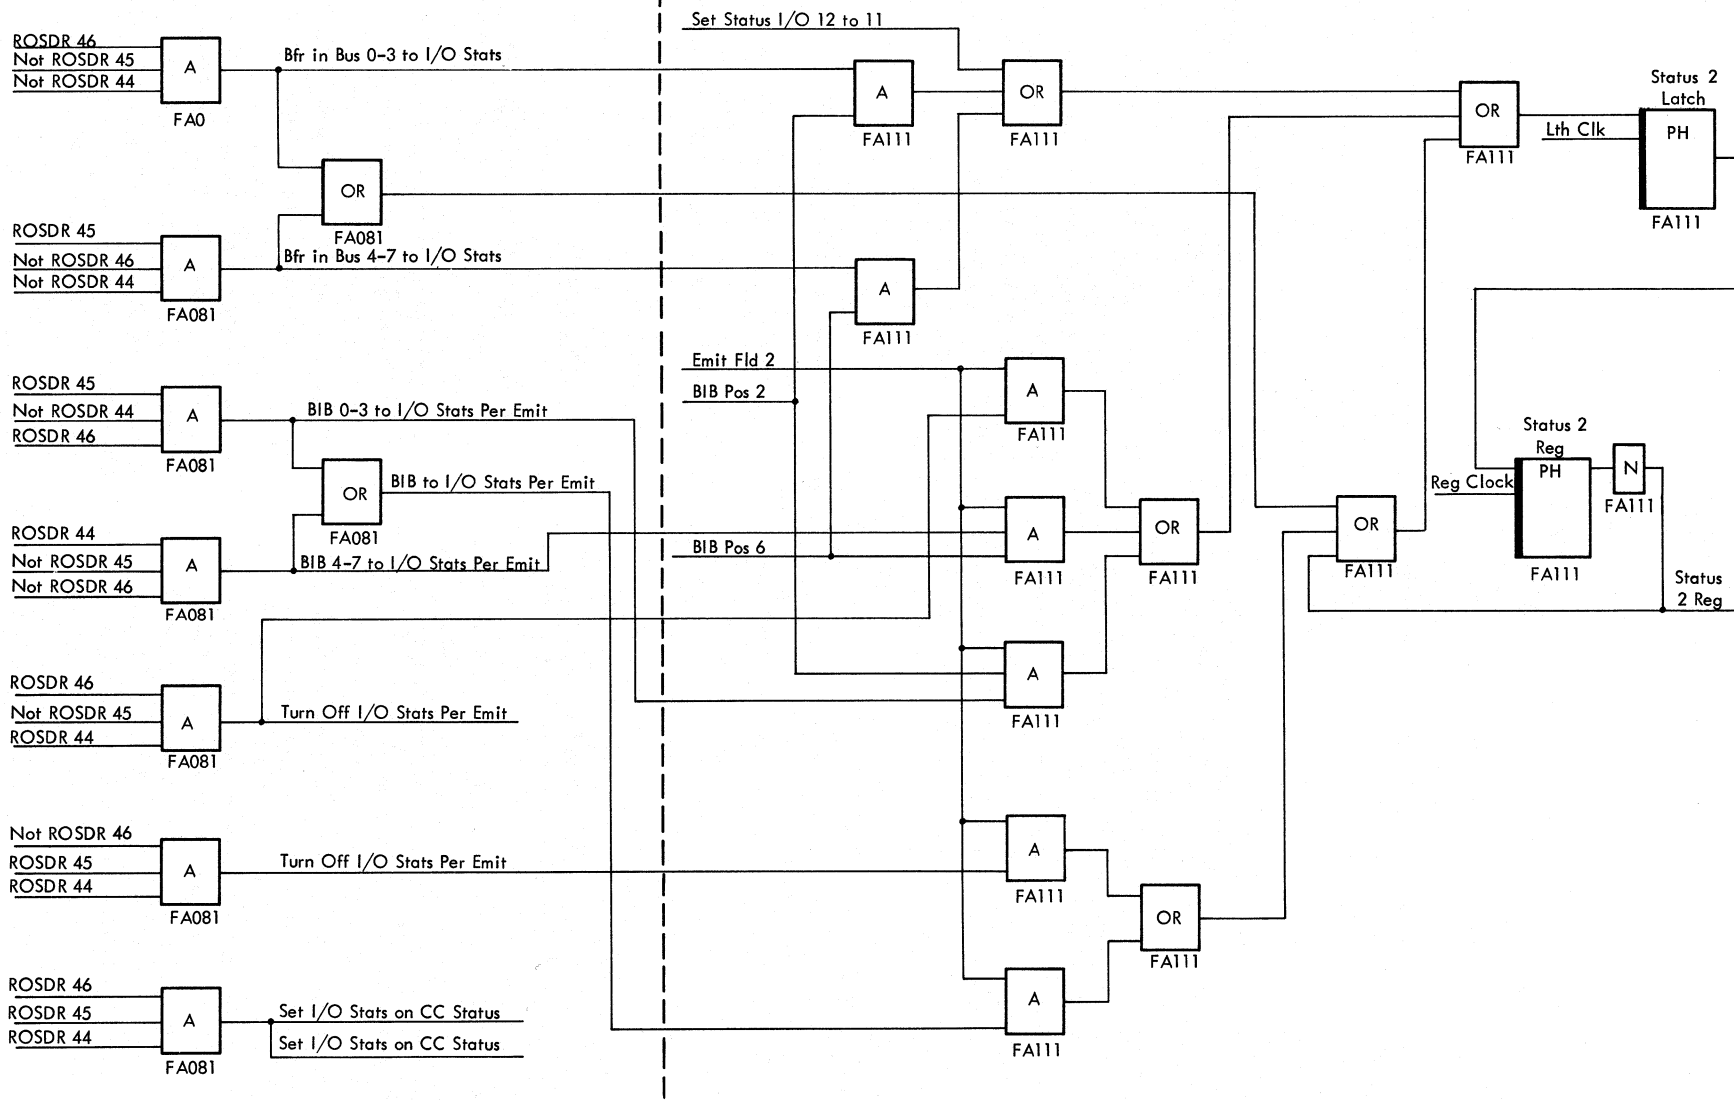 Set Status I/O 12 to 11
ROSDR 46
Not ROSDR 45
Not ROSDR 44
A
FA0
Bfr in Bus 0-3 to I/O Stats
A
FA111
OR
FA111
OR
FA111
Status 2
Latch
Lth Clk
PH
FA111
OR
FA081
ROSDR 45
Not ROSDR 46
Not ROSDR 44
A
FA081
Bfr in Bus 4-7 to I/O Stats
A
FA111
Emit Fld 2
BIB Pos 2
A
FA111
ROSDR 45
Not ROSDR 44
ROSDR 46
A
FA081
BIB 0-3 to I/O Stats Per Emit
OR
FA081
BIB to I/O Stats Per Emit
Status 2
Reg
PH
Reg Clock
FA111
N
FA111
ROSDR 44
Not ROSDR 45
Not ROSDR 46
A
FA081
BIB 4-7 to I/O Stats Per Emit
BIB Pos 6
A
FA111
OR
FA111
OR
FA111
Status
2 Reg
ROSDR 46
Not ROSDR 45
ROSDR 44
A
FA081
Turn Off I/O Stats Per Emit
A
FA111
Not ROSDR 46
ROSDR 45
ROSDR 44
A
FA081
Turn Off I/O Stats Per Emit
A
FA111
OR
FA111
ROSDR 46
ROSDR 45
ROSDR 44
A
FA081
Set I/O Stats on CC Status
Set I/O Stats on CC Status
A
FA111